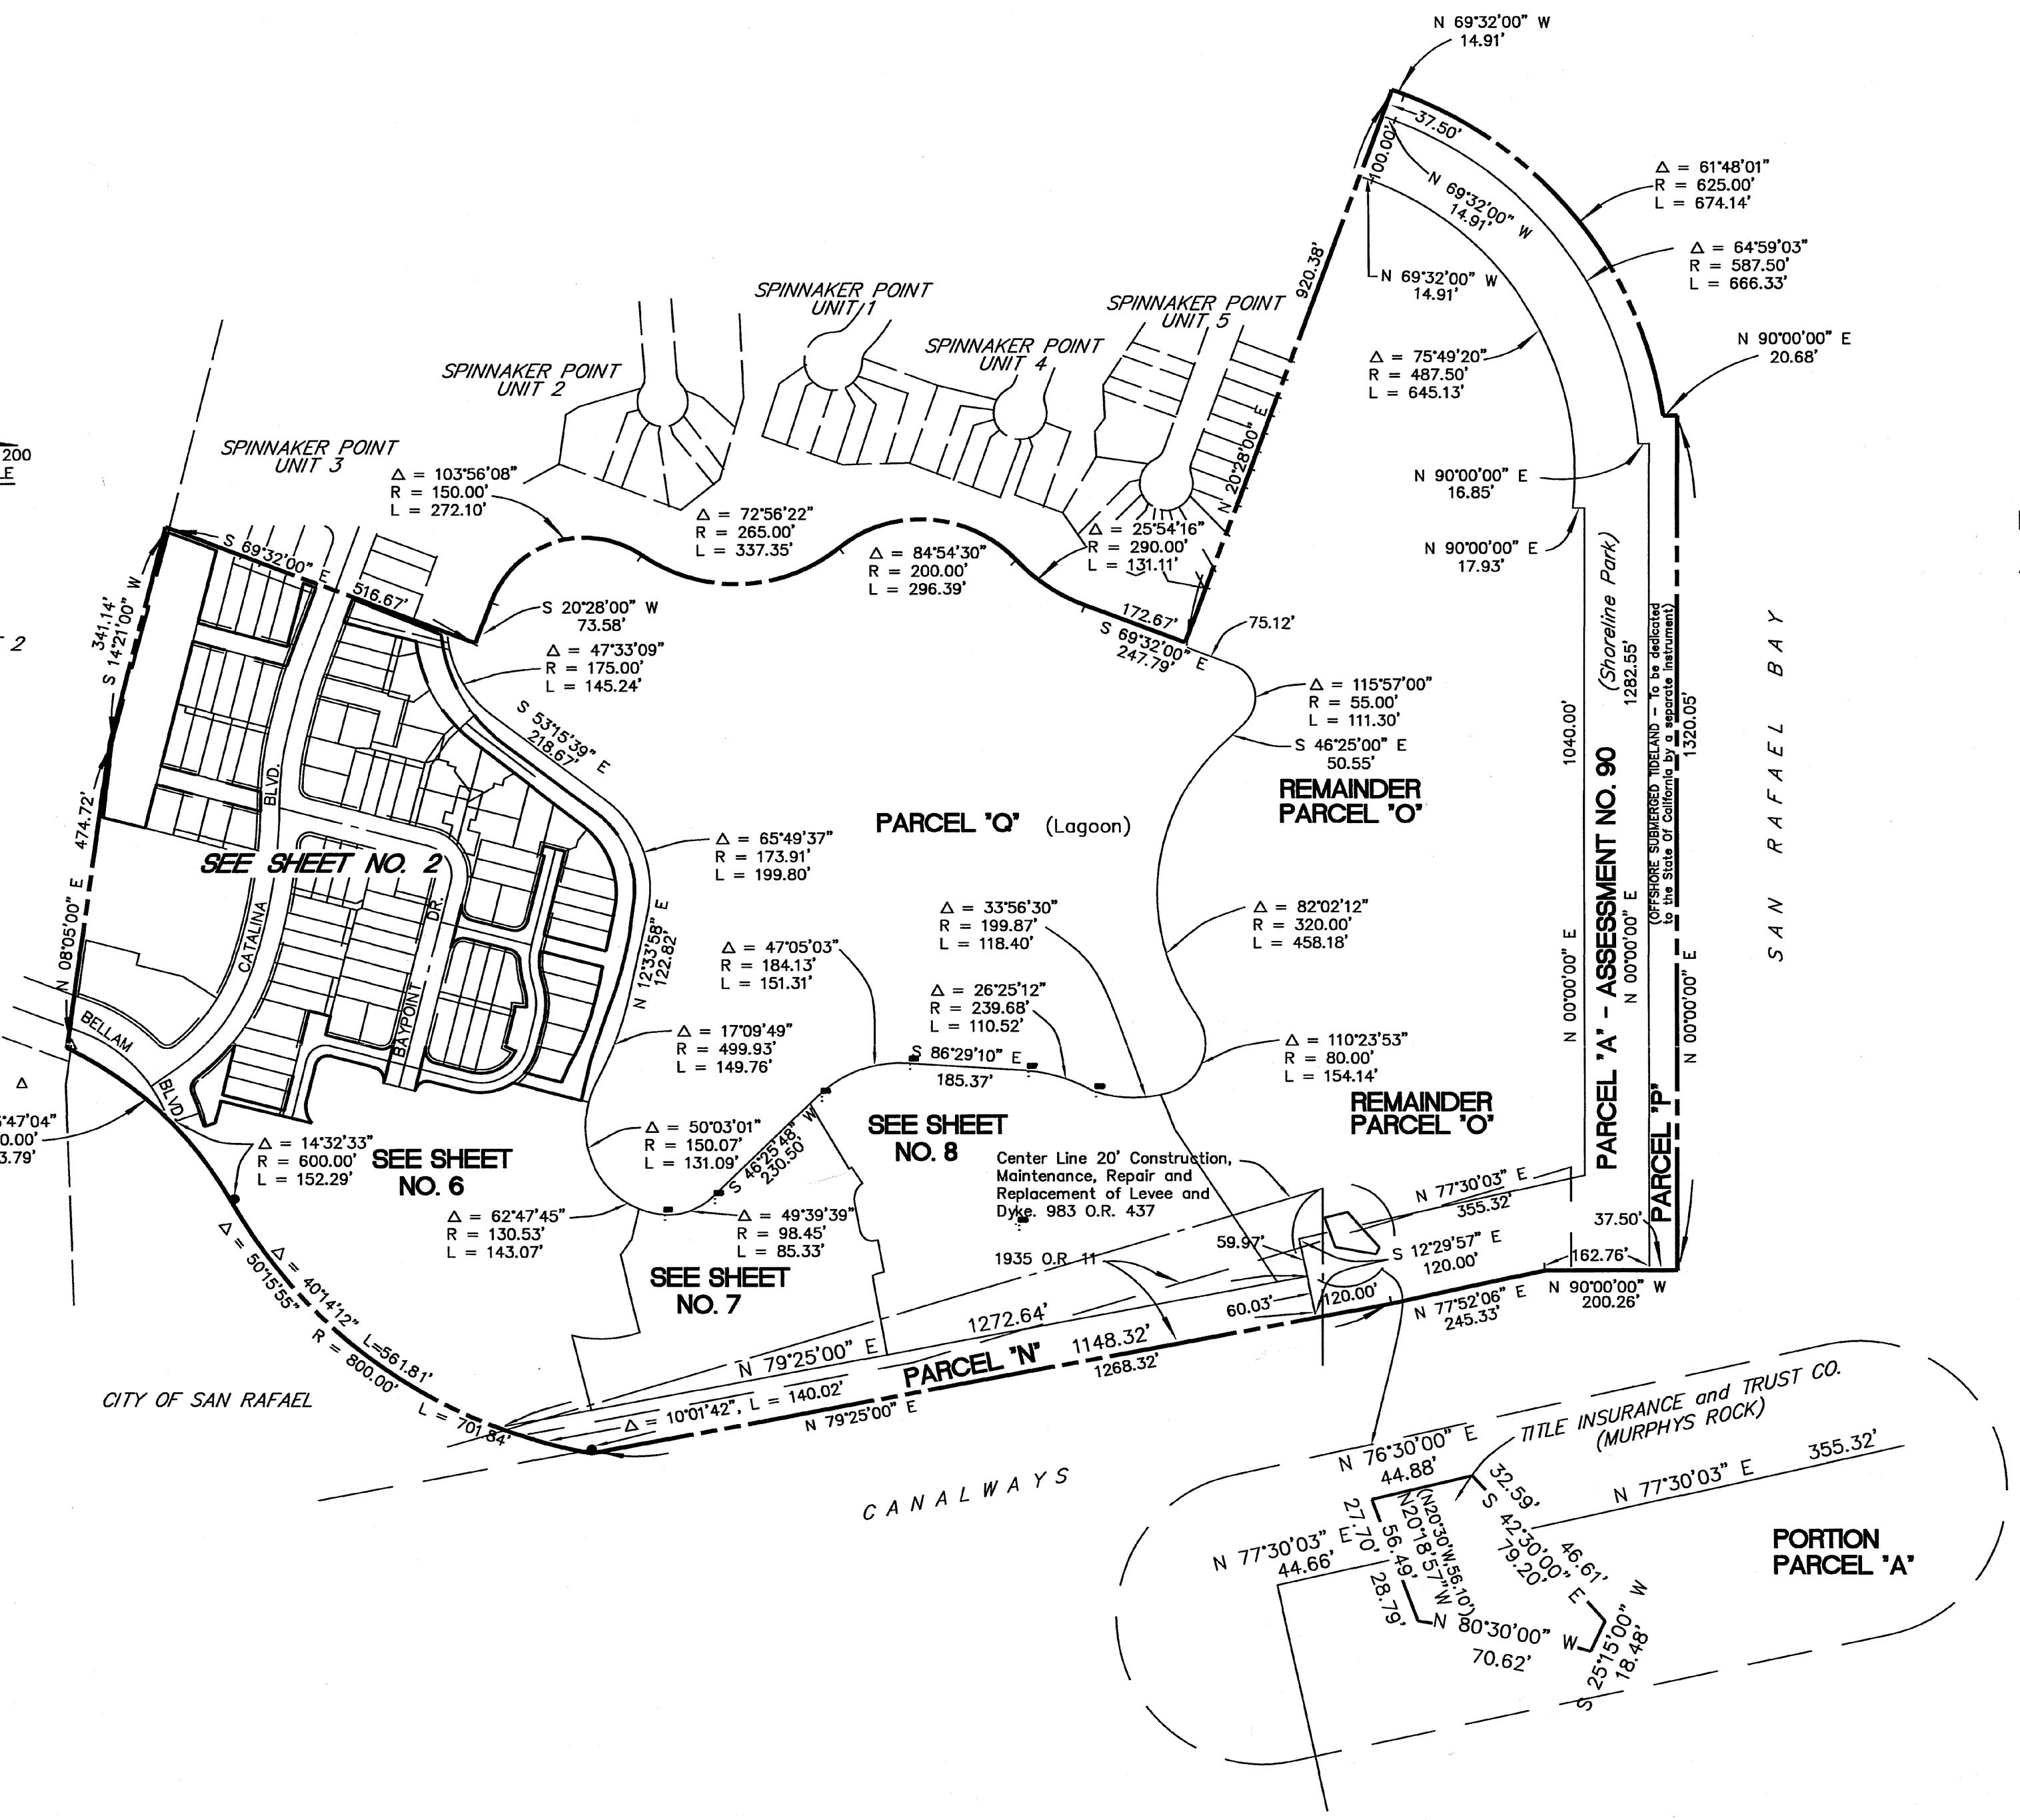 N 69°32'00" W
14.91'
37.50'
100.00'
N 69°32'00" W
14.91'
Δ = 61°48'01"
R = 625.00'
L = 674.14'
Δ = 64°59'03"
R = 587.50'
L = 666.33'
N 69°32'00" W
14.91'
920.38'
N 20°28'00" E
N 90°00'00" E
20.68'
Δ = 75°49'20"
R = 487.50'
L = 645.13'
N 90°00'00" E
16.85'
N 90°00'00" E
17.93'
SPINNAKER POINT
UNIT 1
SPINNAKER POINT
UNIT 5
SPINNAKER POINT
UNIT 4
SPINNAKER POINT
UNIT 2
SPINNAKER POINT
UNIT 3
200
2
Δ = 103°56'08"
R = 150.00'
L = 272.10'
Δ = 72°56'22"
R = 265.00'
L = 337.35'
Δ = 84°54'30"
R = 200.00'
L = 296.39'
Δ = 25°54'16"
R = 290.00'
L = 131.11'
S 69°32'00" E
516.67'
S 20°28'00" W
73.58'
172.67'
S 69°32'00" E
247.79'
75.12'
341.14'
S 14°21'00" W
474.72'
N 08°05'00" E
Δ = 47°33'09"
R = 175.00'
L = 145.24'
S 53°15'39" E
218.67'
Δ = 115°57'00"
R = 55.00'
L = 111.30'
S 46°25'00" E
50.55'
REMAINDER
PARCEL "O"
PARCEL "Q" (Lagoon)
Δ = 65°49'37"
R = 173.91'
L = 199.80'
SEE SHEET NO. 2
CATALINA
BLVD.
BAYPOINT
DR.
BELLAM
BLVD
N 12°33'58" E
122.82'
Δ = 33°56'30"
R = 199.87'
L = 118.40'
Δ = 82°02'12"
R = 320.00'
L = 458.18'
Δ = 47°05'03"
R = 184.13'
L = 151.31'
Δ = 26°25'12"
R = 239.68'
L = 110.52'
Δ = 17°09'49"
R = 499.93'
L = 149.76'
S 86°29'10" E
185.37'
Δ = 110°23'53"
R = 80.00'
L = 154.14'
1040.00'
N 00°00'00" E
PARCEL "A" - ASSESSMENT NO. 90
(Shoreline Park)
1282.55'
N 00°00'00" E
(OFFSHORE SUBMERGED TIDELAND - To be dedicated
to the State Of California by a separate instrument)
PARCEL "P"
1320.05'
N 00°00'00" E
SAN RAFAEL BAY
Δ
47'04"
0.00'
3.79'
Δ = 14°32'33"
R = 600.00'
L = 152.29'
SEE SHEET
NO. 6
Δ = 50°03'01"
R = 150.07'
L = 131.09'
S 46°25'48" W
230.50'
SEE SHEET
NO. 8
REMAINDER
PARCEL "O"
Center Line 20' Construction,
Maintenance, Repair and
Replacement of Levee and
Dyke. 983 O.R. 437
Δ = 62°47'45"
R = 130.53'
L = 143.07'
Δ = 49°39'39"
R = 98.45'
L = 85.33'
SEE SHEET
NO. 7
1935 O.R. 11
59.97'
N 77°30'03" E
355.32'
S 12°29'57" E
120.00'
37.50'
162.76'
N 90°00'00" W
200.26'
N 77°52'06" E
245.33'
120.00'
60.03'
Δ = 40°14'12" L=561.81'
Δ = 50°15'55" R = 800.00' L = 701.84'
1272.64'
N 79°25'00" E
PARCEL "N"
1148.32'
1268.32'
Δ = 10°01'42", L = 140.02'
N 79°25'00" E
CITY OF SAN RAFAEL
CANALWAYS
TITLE INSURANCE and TRUST CO.
(MURPHYS ROCK)
N 76°30'00" E
44.88'
32.59'
S 42°30'00" E
79.20'
46.61'
N 77°30'03" E
355.32'
N 77°30'03" E
44.66'
27.70'
56.49'
28.79'
N20°18'57"W
(N20°30'W,56.10')
N 80°30'00" W
70.62'
S 25°15'00" W
18.48'
PORTION
PARCEL "A"